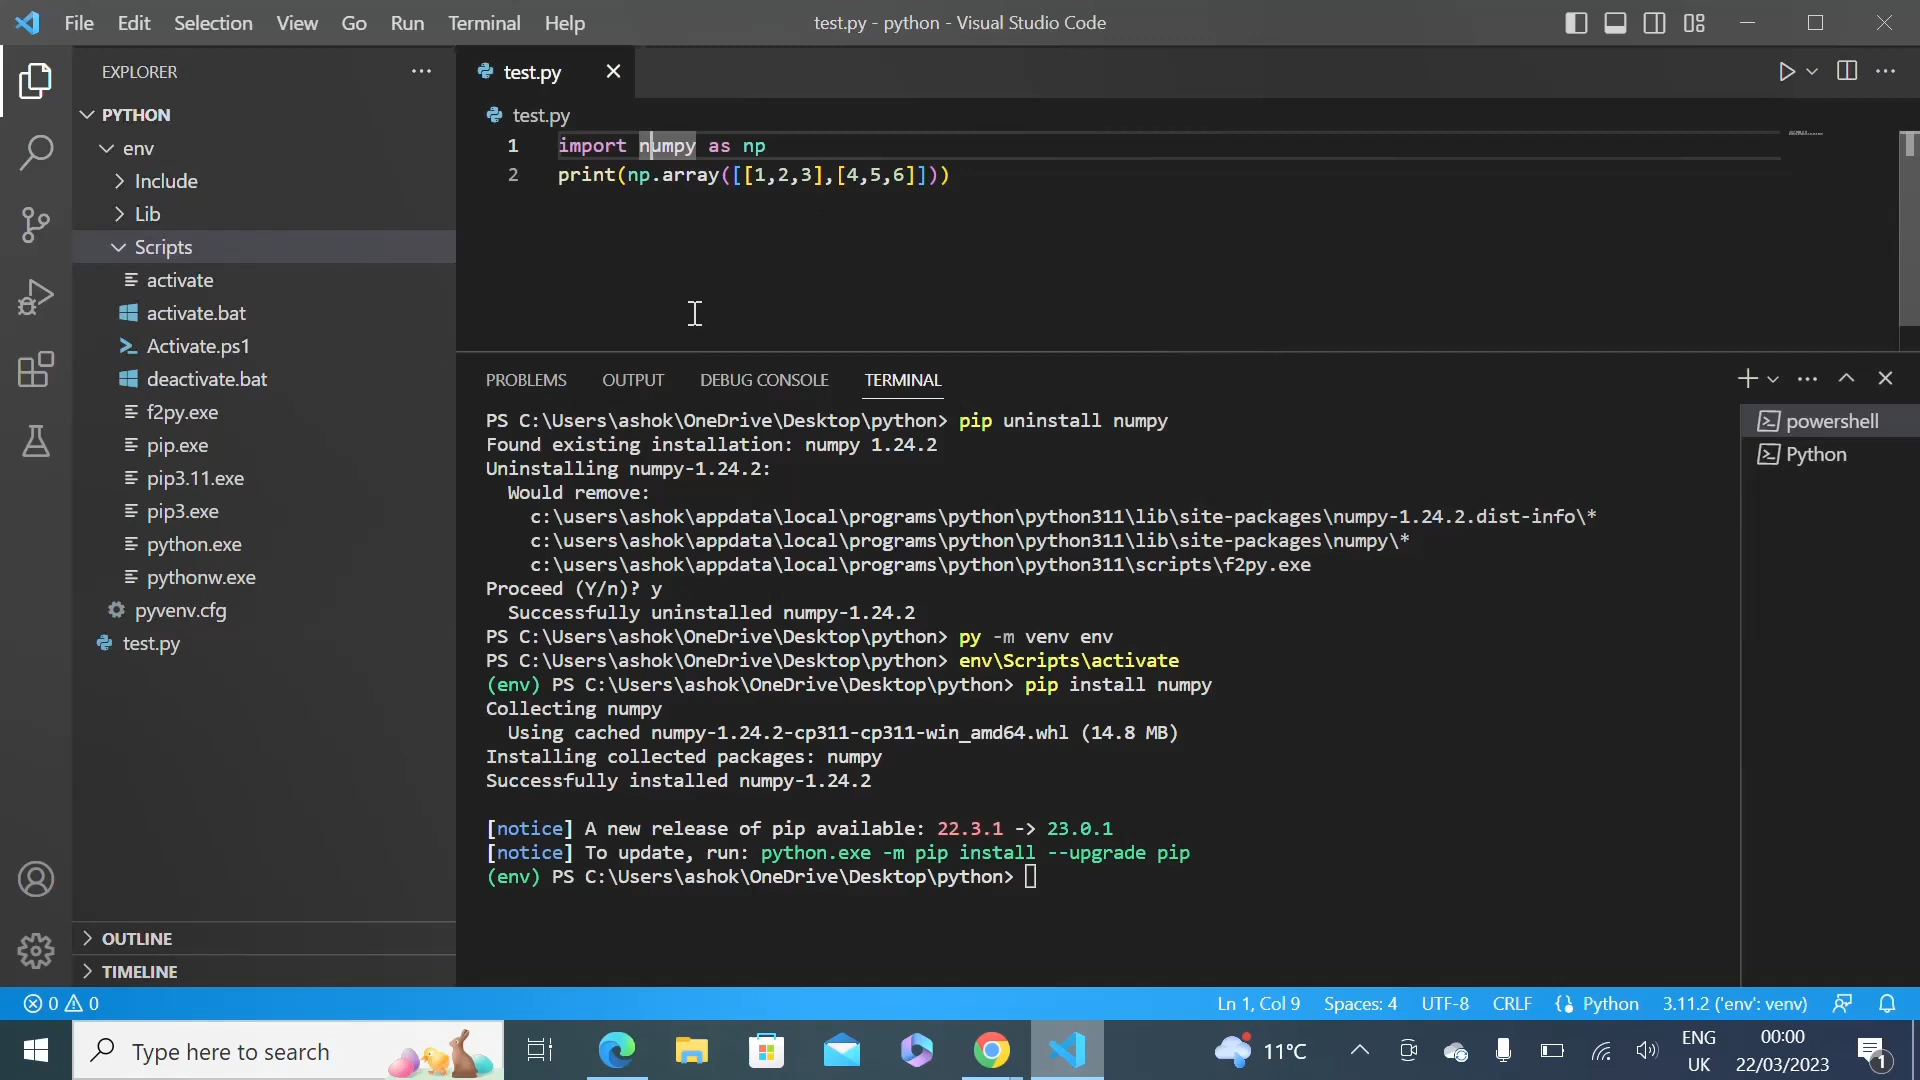 File Edit Selection View Go Run Terminal Help
test.py - python - Visual Studio Code
EXPLORER
PYTHON
env
Include
Lib
Scripts
activate
activate.bat
Activate.ps1
deactivate.bat
f2py.exe
pip.exe
pip3.11.exe
pip3.exe
python.exe
pythonw.exe
pyvenv.cfg
test.py
OUTLINE
TIMELINE
test.py
test.py
1 import numpy as np
2 print(np.array([[1,2,3],[4,5,6]]))
PROBLEMS OUTPUT DEBUG CONSOLE TERMINAL
PS C:\Users\ashok\OneDrive\Desktop\python> pip uninstall numpy
Found existing installation: numpy 1.24.2
Uninstalling numpy-1.24.2:
Would remove:
c:\users\ashok\appdata\local\programs\python\python311\lib\site-packages\numpy-1.24.2.dist-info\*
c:\users\ashok\appdata\local\programs\python\python311\lib\site-packages\numpy\*
c:\users\ashok\appdata\local\programs\python\python311\scripts\f2py.exe
Proceed (Y/n)? y
Successfully uninstalled numpy-1.24.2
PS C:\Users\ashok\OneDrive\Desktop\python> py -m venv env
PS C:\Users\ashok\OneDrive\Desktop\python> env\Scripts\activate
(env) PS C:\Users\ashok\OneDrive\Desktop\python> pip install numpy
Collecting numpy
Using cached numpy-1.24.2-cp311-cp311-win_amd64.whl (14.8 MB)
Installing collected packages: numpy
Successfully installed numpy-1.24.2
[notice] A new release of pip available: 22.3.1 -> 23.0.1
[notice] To update, run: python.exe -m pip install --upgrade pip
(env) PS C:\Users\ashok\OneDrive\Desktop\python>
powershell
Python
0 0
Ln 1, Col 9 Spaces: 4 UTF-8 CRLF Python 3.11.2 ('env': venv)
Type here to search
11°C
ENG
UK
00:00
22/03/2023
1